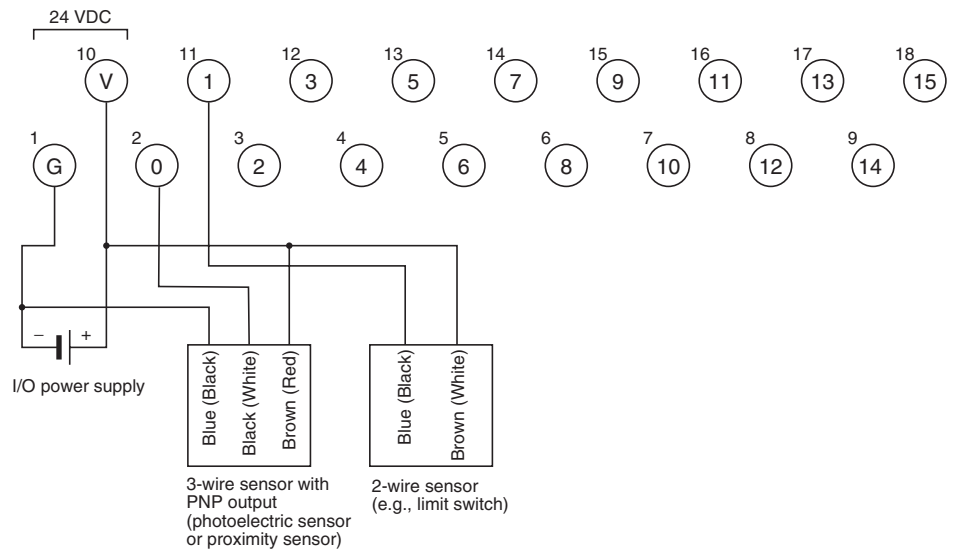 24 VDC
10 11 12 13 14 15 16 17 18
V 1 3 5 7 9 11 13 15
1 2 3 4 5 6 7 8 9
G 0 2 4 6 8 10 12 14
− +
I/O power supply
Blue (Black)
Black (White)
Brown (Red)
Blue (Black)
Brown (White)
3-wire sensor with
PNP output
(photoelectric sensor
or proximity sensor)
2-wire sensor
(e.g., limit switch)